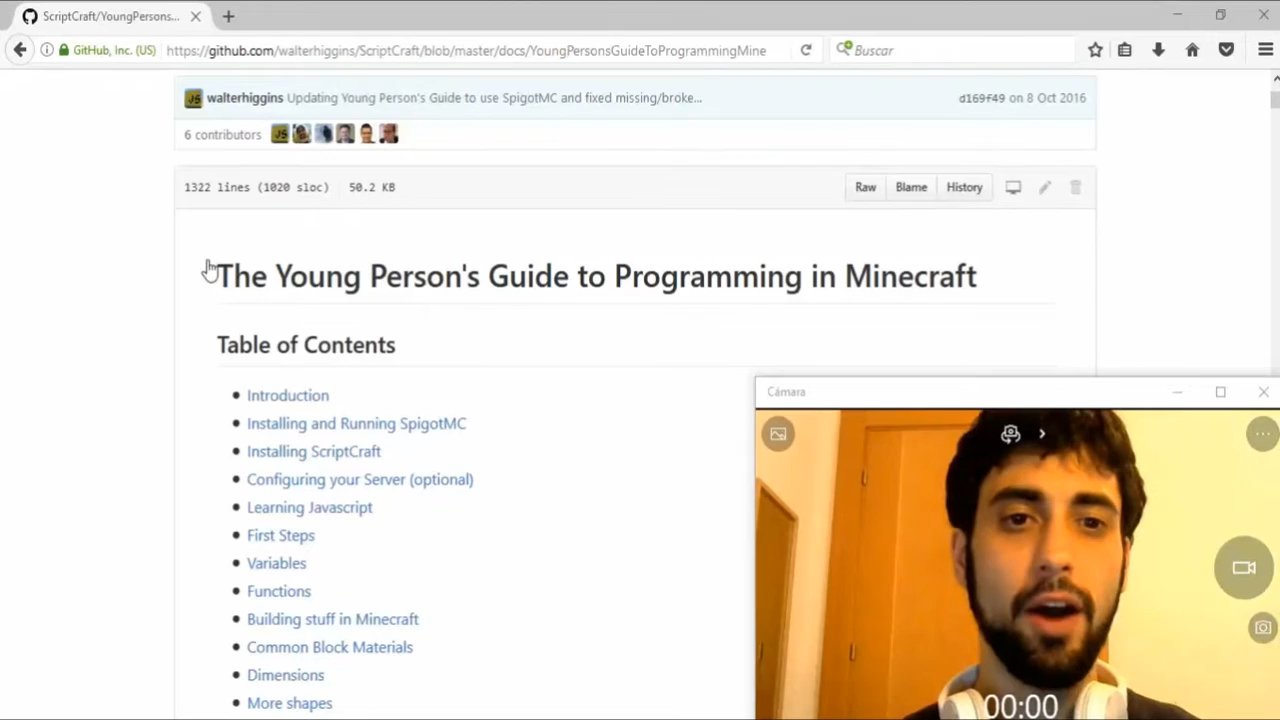 ScriptCraft/YoungPersons...
GitHub, Inc. (US)
https://github.com/walterhiggins/ScriptCraft/blob/master/docs/YoungPersonsGuideToProgrammingMine
Buscar
walterhiggins Updating Young Person's Guide to use SpigotMC and fixed missing/broke...
d169f49 on 8 Oct 2016
6 contributors
1322 lines (1020 sloc) 50.2 KB
Raw Blame History
The Young Person's Guide to Programming in Minecraft
Table of Contents
Introduction
Installing and Running SpigotMC
Installing ScriptCraft
Configuring your Server (optional)
Learning Javascript
First Steps
Variables
Functions
Building stuff in Minecraft
Common Block Materials
Dimensions
More shapes
Cámara
00:00